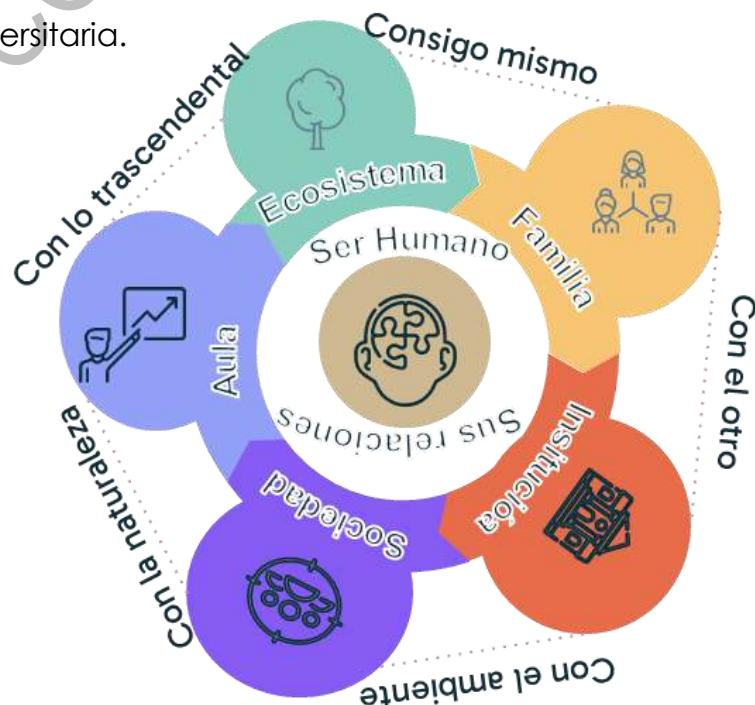 ersitaria.
Consigo mismo
Con lo trascendental
Ecosistema
Familia
Ser Humano
Con el otro
Aula
Sus relaciones
Insitucióa
Sociedad
Con la naturaleza
Con el ambiente